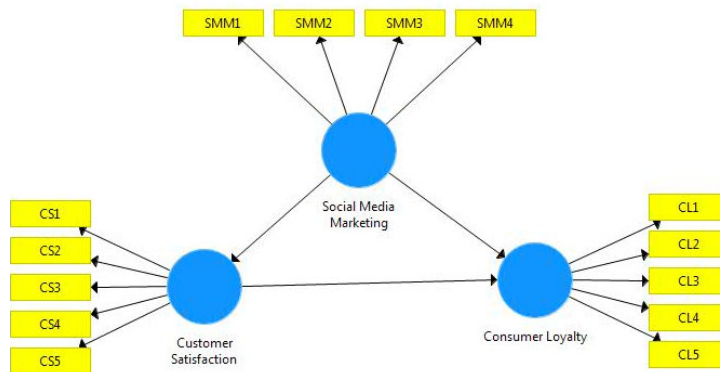 SMM1
SMM2
SMM3
SMM4
Social Media
Marketing
CS1
CS2
CS3
CS4
CS5
Customer
Satisfaction
Consumer Loyalty
CL1
CL2
CL3
CL4
CL5